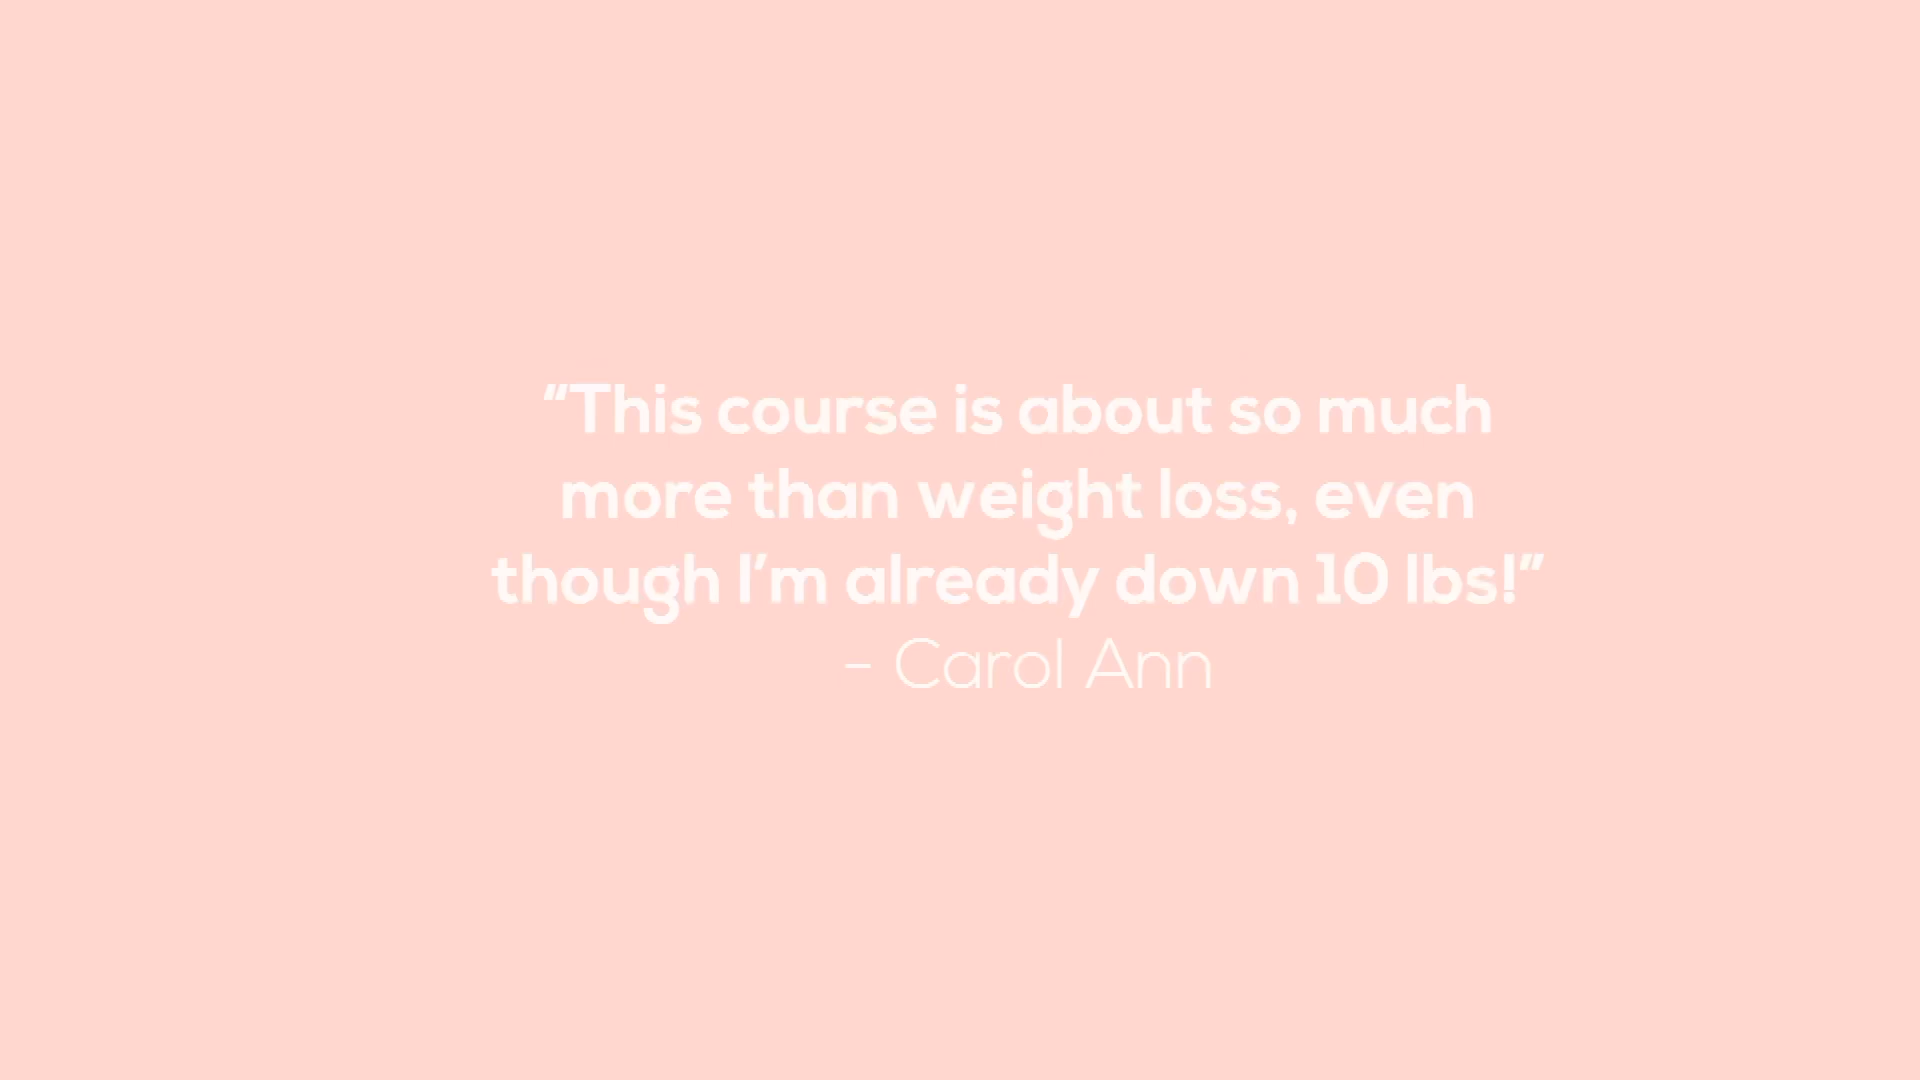 “This course is about so much
more than weight loss, even
though I’m already down 10 lbs!”
- Carol Ann